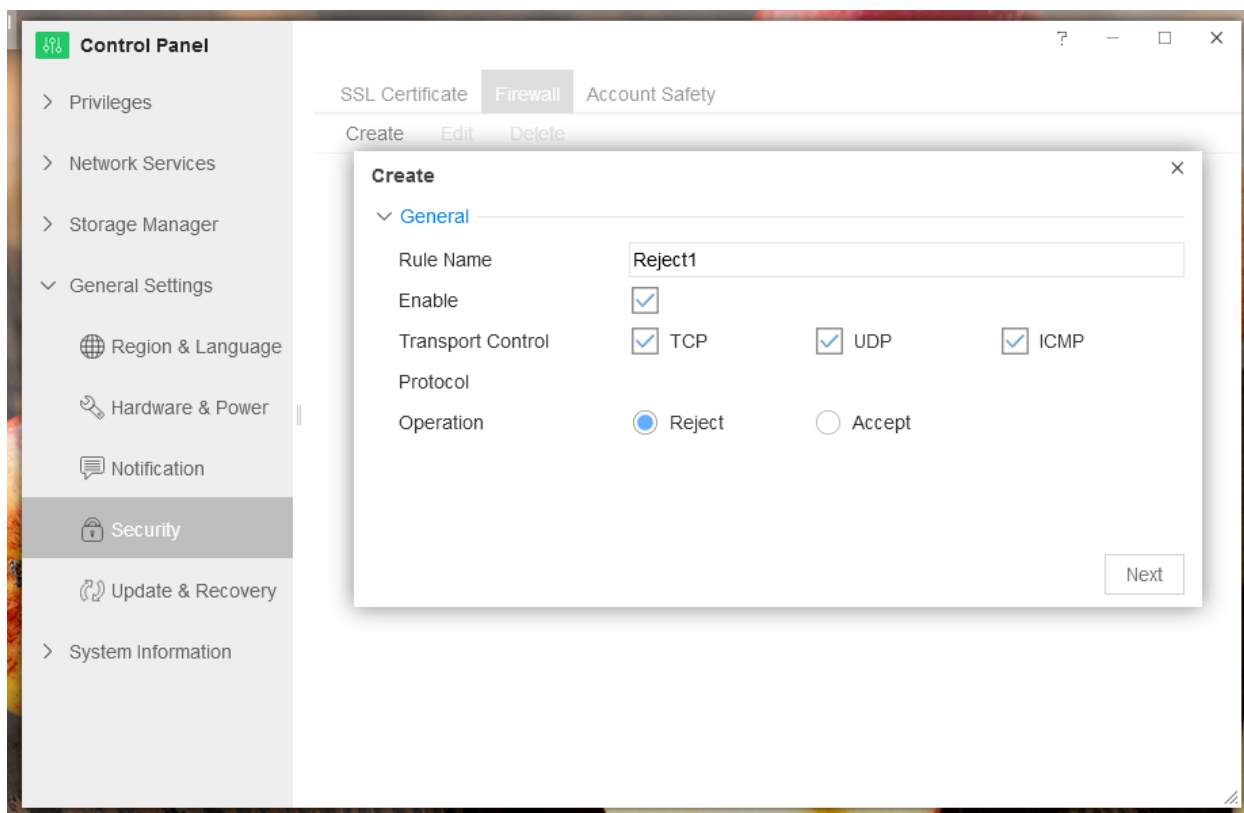 Control Panel
Privileges
Network Services
Storage Manager
General Settings
Region & Language
Hardware & Power
Notification
Security
Update & Recovery
System Information
SSL Certificate Firewall Account Safety
Create Edit Delete
Create
General
Rule Name Reject1
Enable
Transport Control TCP UDP ICMP
Protocol
Operation Reject Accept
Next